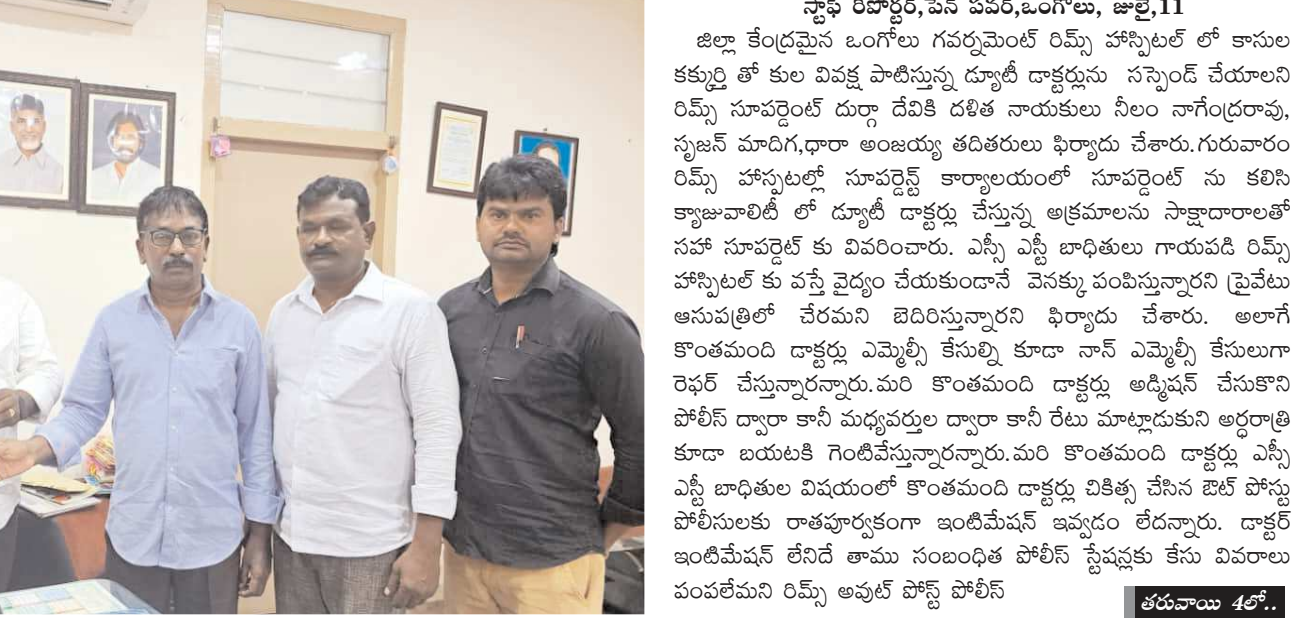 స్టాఫ్ రిపోర్టర్,పెన్ పవర్,ఒంగోలు, జులై,11
జిల్లా కేంద్రమైన ఒంగోలు గవర్నమెంట్ రిమ్స్ హాస్పిటల్ లో కాసుల
కక్కుర్తి తో కుల వివక్ష పాటిస్తున్న డ్యూటీ డాక్టర్లును సస్పెండ్ చేయాలని
రిమ్స్ సూపర్డెంట్ దుర్గా దేవికి దళిత నాయకులు నీలం నాగేంద్రరావు,
సృజన్ మాదిగ,ధారా అంజయ్య తదితరులు ఫిర్యాదు చేశారు.గురువారం
రిమ్స్ హాస్పటల్లో సూపర్డెన్ట్ కార్యాలయంలో సూపర్డెంట్ ను కలిసి
క్యాజువాలిటీ లో డ్యూటీ డాక్టర్లు చేస్తున్న అక్రమాలను సాక్షాదారాలతో
సహా సూపర్డెట్ కు వివరించారు. ఎస్సీ ఎస్టీ బాధితులు గాయపడి రిమ్స్
హాస్పిటల్ కు వస్తే వైద్యం చేయకుండానే వెనక్కు పంపిస్తున్నారని ప్రైవేటు
ఆసుపత్రిలో చేరమని బెదిరిస్తున్నారని ఫిర్యాదు చేశారు. అలాగే
కొంతమంది డాక్టర్లు ఎమ్మెల్సీ కేసుల్ని కూడా నాన్ ఎమ్మెల్సీ కేసులుగా
రెఫర్ చేస్తున్నారన్నారు.మరి కొంతమంది డాక్టర్లు అడ్మిషన్ చేసుకొని
పోలీస్ ద్వారా కానీ మధ్యవర్తుల ద్వారా కానీ రేటు మాట్లాడుకుని అర్ధరాత్రి
కూడా బయటకి గెంటివేస్తున్నారన్నారు.మరి కొంతమంది డాక్టర్లు ఎస్సీ
ఎస్టీ బాధితుల విషయంలో కొంతమంది డాక్టర్లు చికిత్స చేసిన ఔట్ పోస్టు
పోలీసులకు రాతపూర్వకంగా ఇంటిమేషన్ ఇవ్వడం లేదన్నారు. డాక్టర్
ఇంటిమేషన్ లేనిదే తాము సంబంధిత పోలీస్ స్టేషన్లకు కేసు వివరాలు
పంపలేమని రిమ్స్ అవుట్ పోస్ట్ పోలీస్
తరువాయి 4లో..